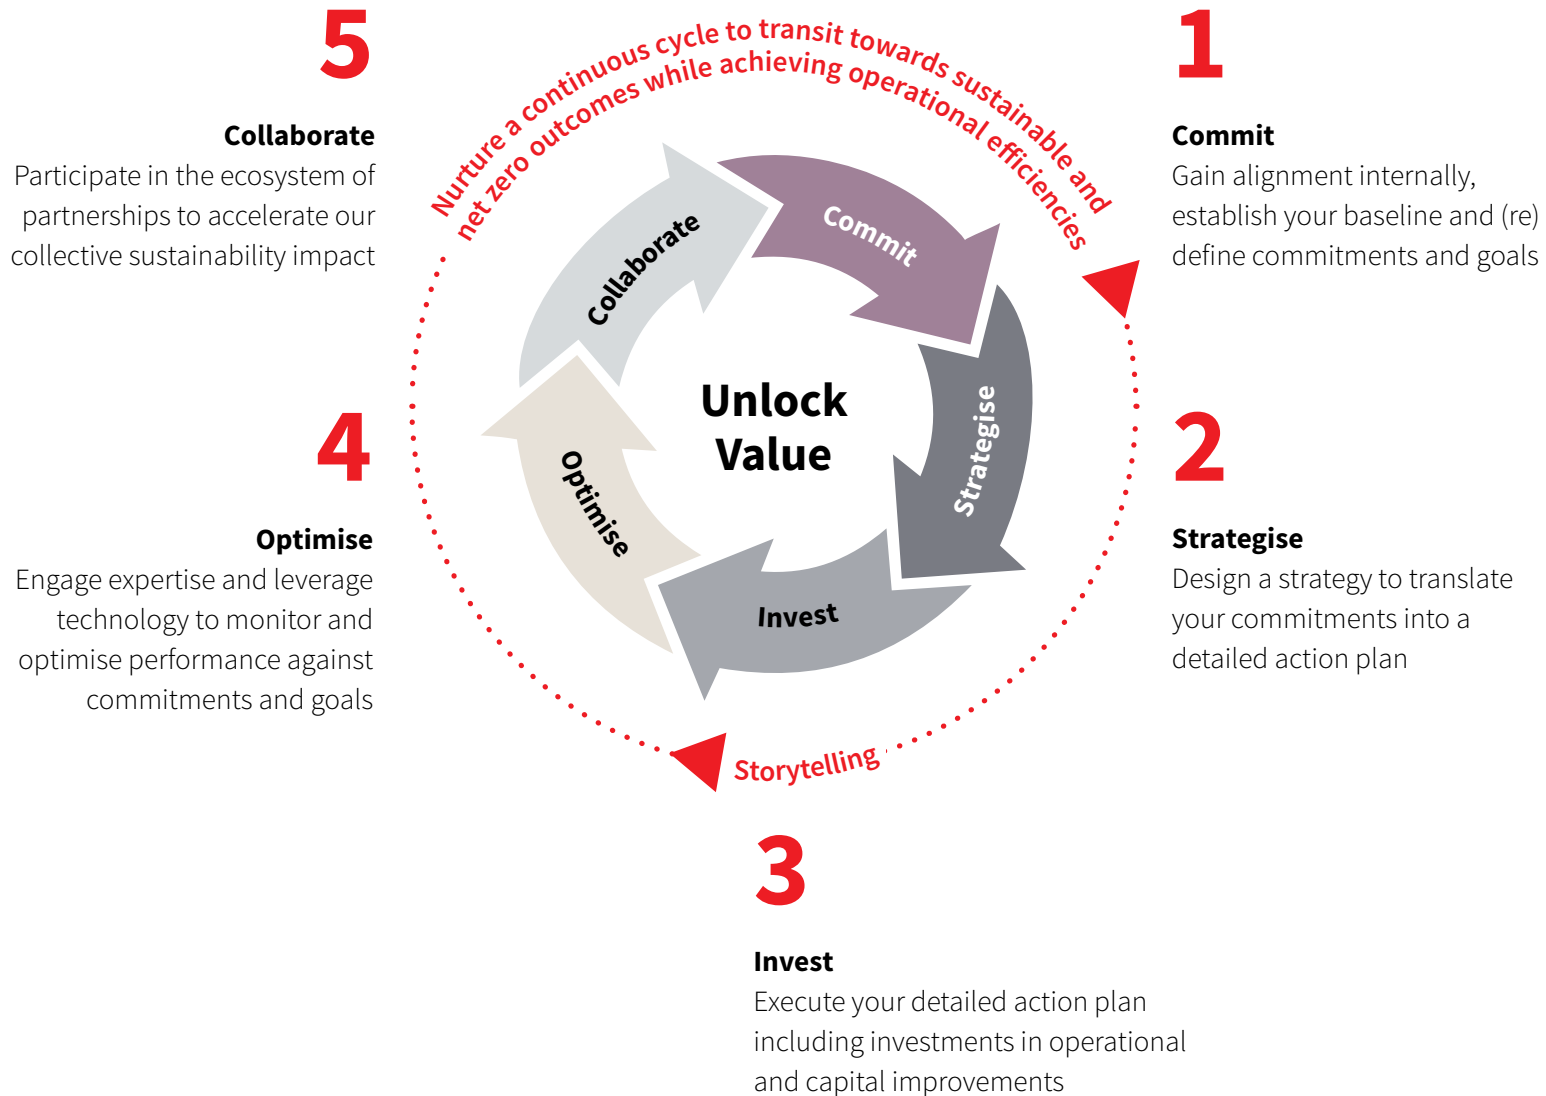 Nurture a continuous cycle to transit towards sustainable and
net zero outcomes while achieving operational efficiencies
1
Commit
Gain alignment internally,
establish your baseline and (re)
define commitments and goals
2
Strategise
Design a strategy to translate
your commitments into a
detailed action plan
3
Invest
Execute your detailed action plan
including investments in operational
and capital improvements
4
Optimise
Engage expertise and leverage
technology to monitor and
optimise performance against
commitments and goals
5
Collaborate
Participate in the ecosystem of
partnerships to accelerate our
collective sustainability impact
Commit
Strategise
Invest
Optimise
Collaborate
Unlock
Value
Storytelling